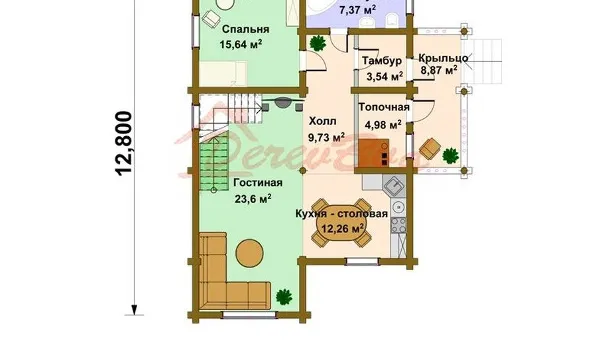 7,37 м²
Спальня
15,64 м²
Тамбур
3,54 м²
Крыльцо
8,87 м²
Холл
9,73 м²
Топочная
4,98 м²
12,800
DerevDom
Гостиная
23,6 м²
Кухня - столовая
12,26 м²